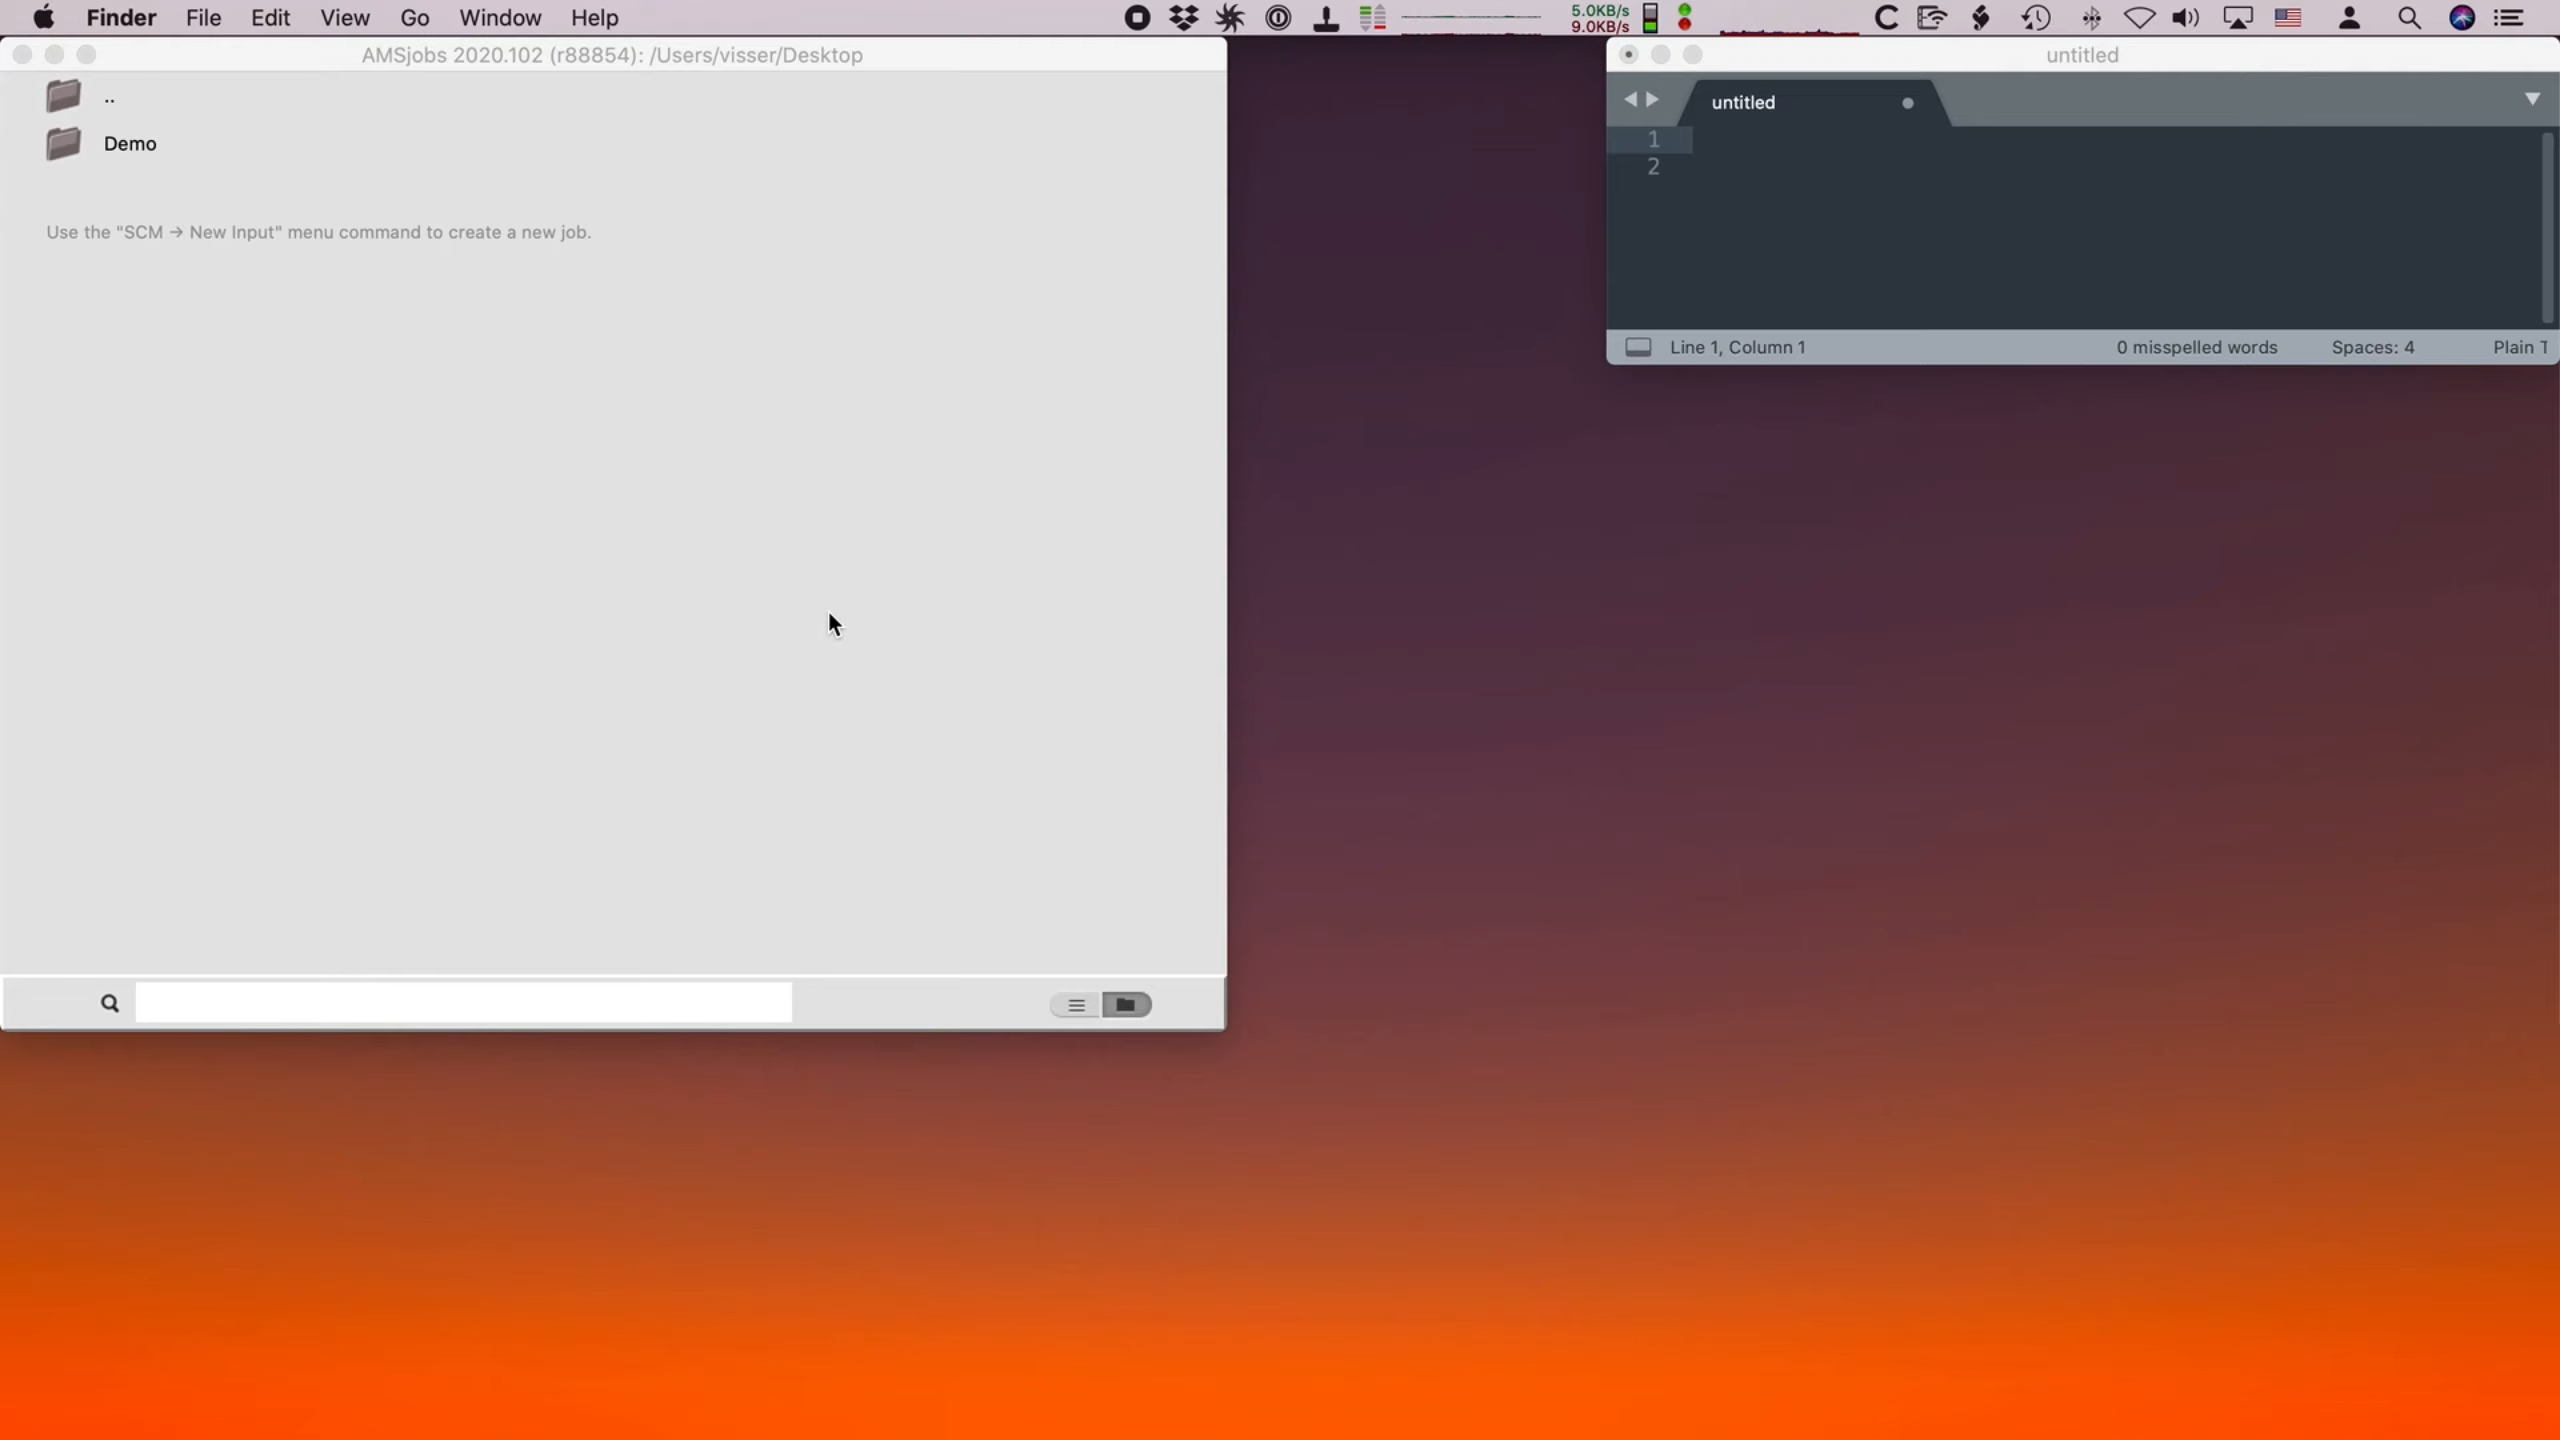 Finder File Edit View Go Window Help
5.0KB/s
9.0KB/s
AMSjobs 2020.102 (r88854): /Users/visser/Desktop
..
Demo
Use the "SCM → New Input" menu command to create a new job.
untitled
untitled
1
2
Line 1, Column 1 0 misspelled words Spaces: 4 Plain T